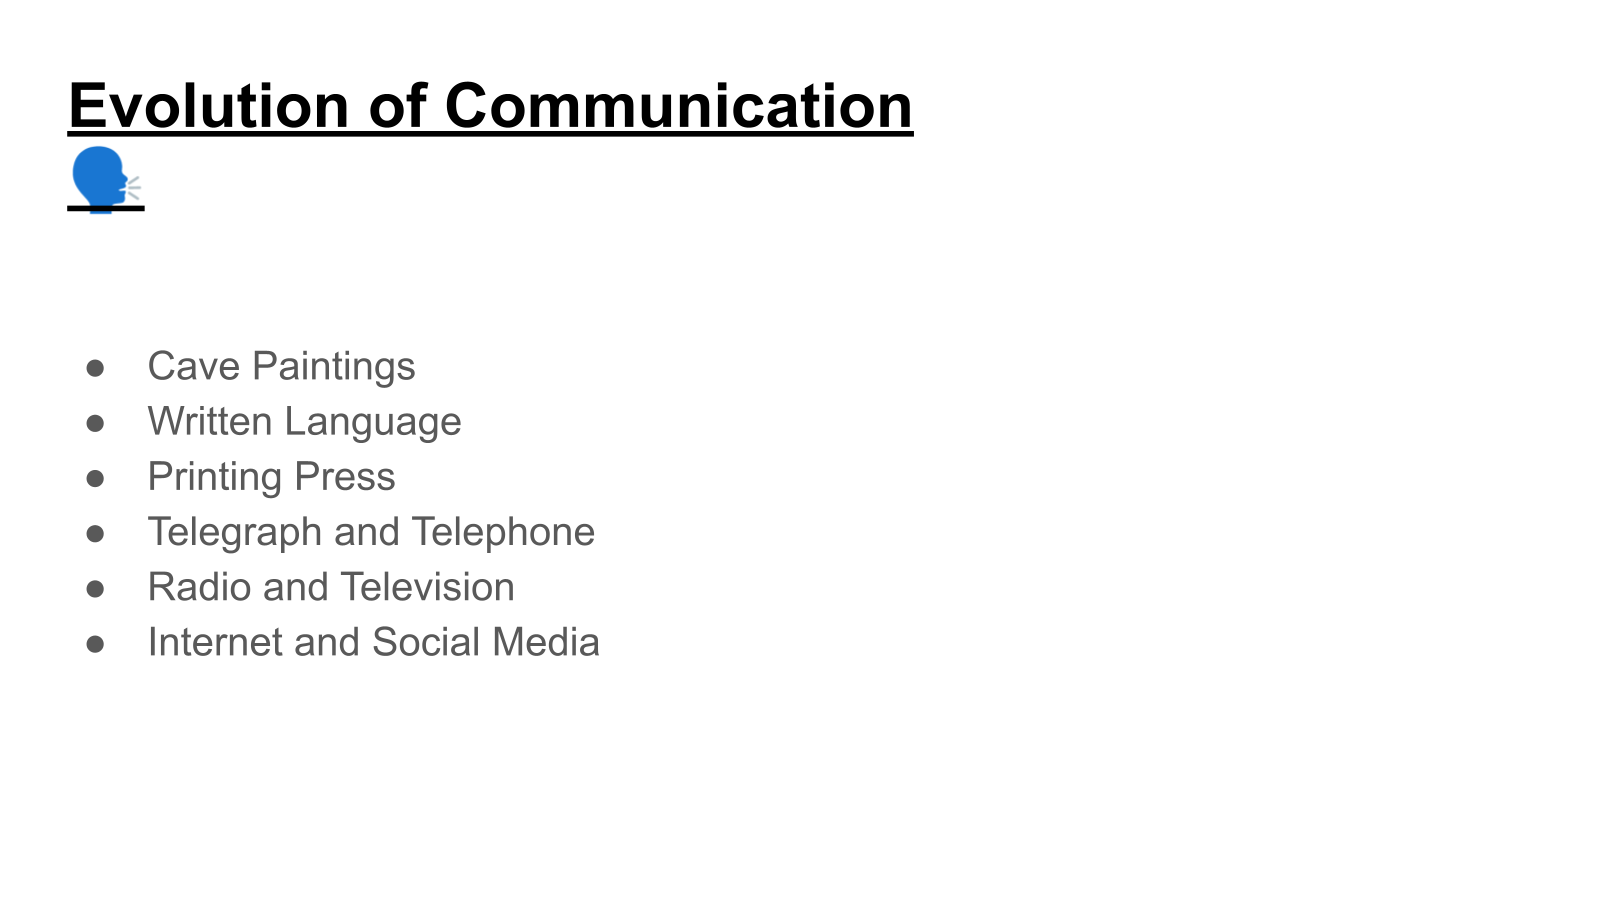 Evolution of Communication
🗣️
● Cave Paintings
● Written Language
● Printing Press
● Telegraph and Telephone
● Radio and Television
● Internet and Social Media